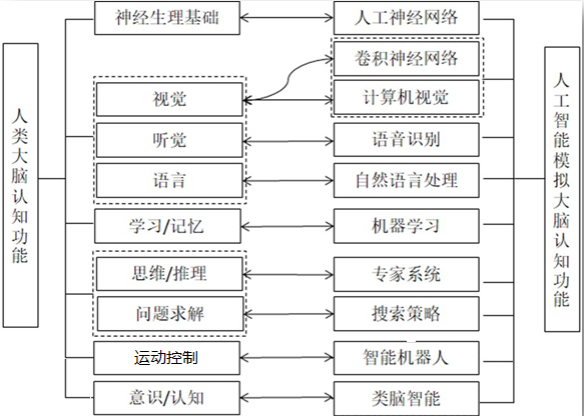 人类大脑认知功能
神经生理基础
人工神经网络
卷积神经网络
视觉
计算机视觉
听觉
语音识别
语言
自然语言处理
学习/记忆
机器学习
思维/推理
专家系统
问题求解
搜索策略
运动控制
智能机器人
意识/认知
类脑智能
人工智能模拟大脑认知功能